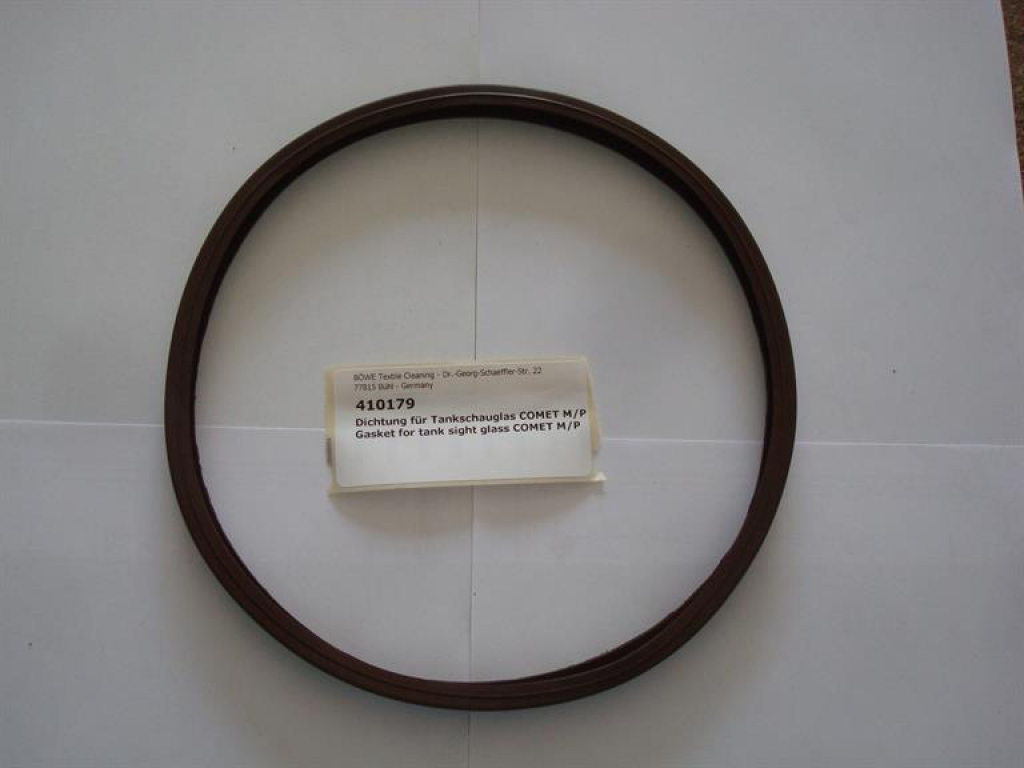 BÖWE Textile Cleaning - Dr.-Georg-Schaeffler-Str. 22
77815 Bühl - Germany
410179
Dichtung für Tankschauglas COMET M/P
Gasket for tank sight glass COMET M/P